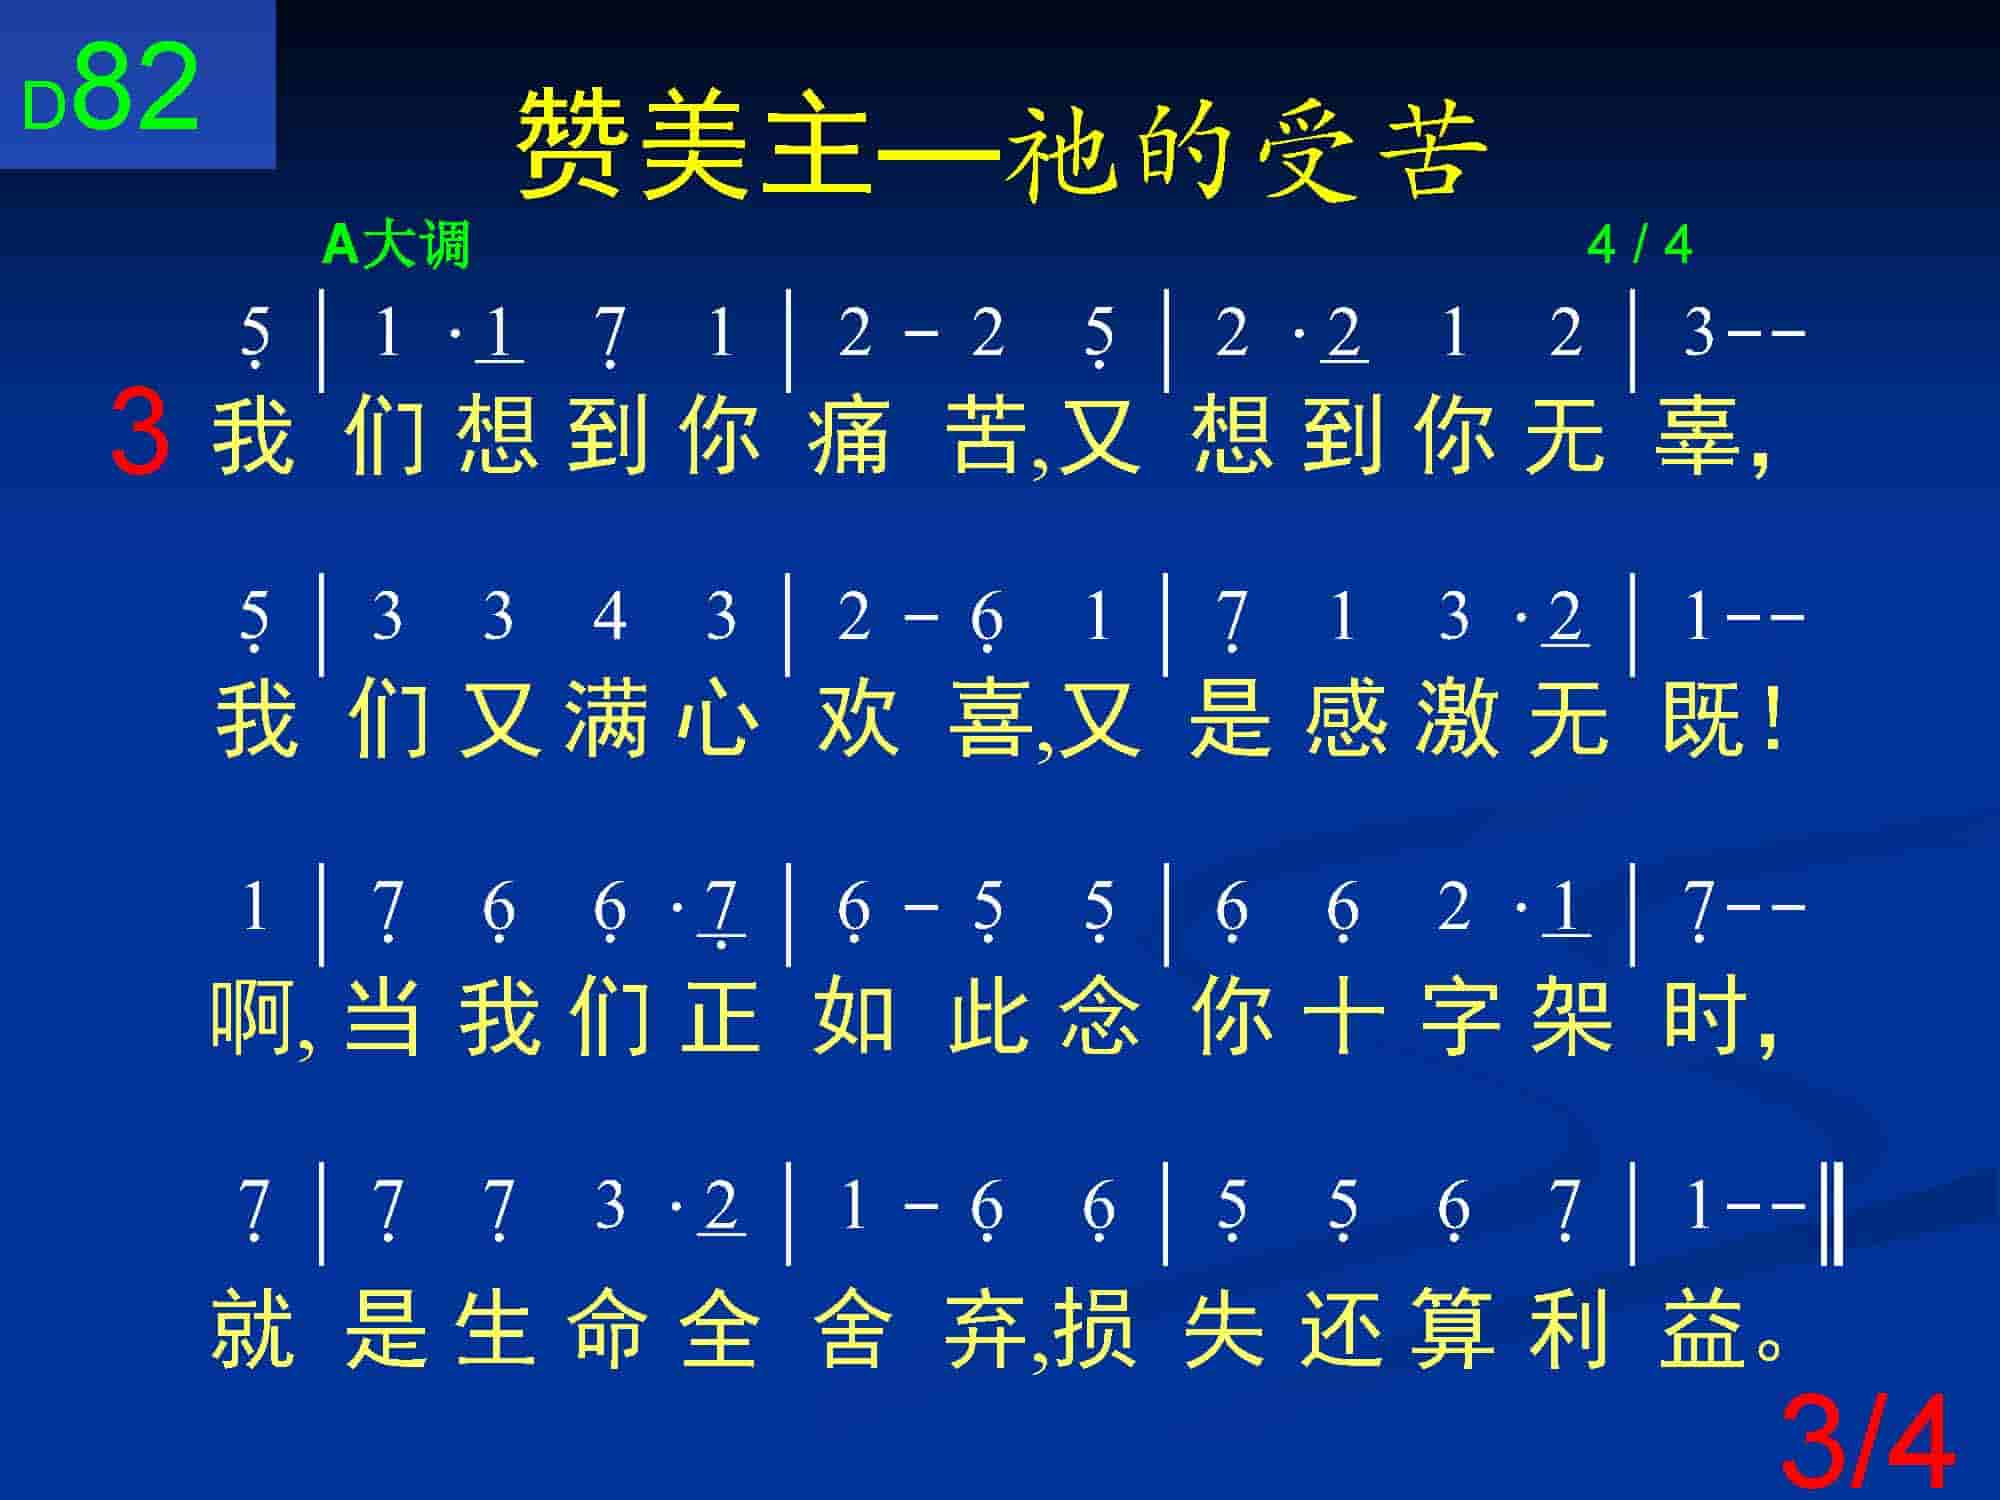 D82
赞美主—祂的受苦
A大调 4 / 4
5̣ | 1 · 1̲ 7̣ 1 | 2 - 2 5̣ | 2 · 2̲ 1 2 | 3 - -
3 我们想到你痛苦,又想到你无辜，
5̣ | 3 3 4 3 | 2 - 6̣ 1 | 7̣ 1 3 · 2̲ | 1 - -
我们又满心欢喜,又是感激无既！
1 | 7̣ 6̣ 6̣ · 7̣̲ | 6̣ - 5̣ 5̣ | 6̣ 6̣ 2 · 1̲ | 7̣ - -
啊,当我们正如此念你十字架时，
7̣ | 7̣ 7̣ 3 · 2̲ | 1 - 6̣ 6̣ | 5̣ 5̣ 6̣ 7̣ | 1 - - ‖
就是生命全舍弃,损失还算利益。
3/4